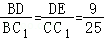 BD/BC₁ = DE/CC₁ = 9/25